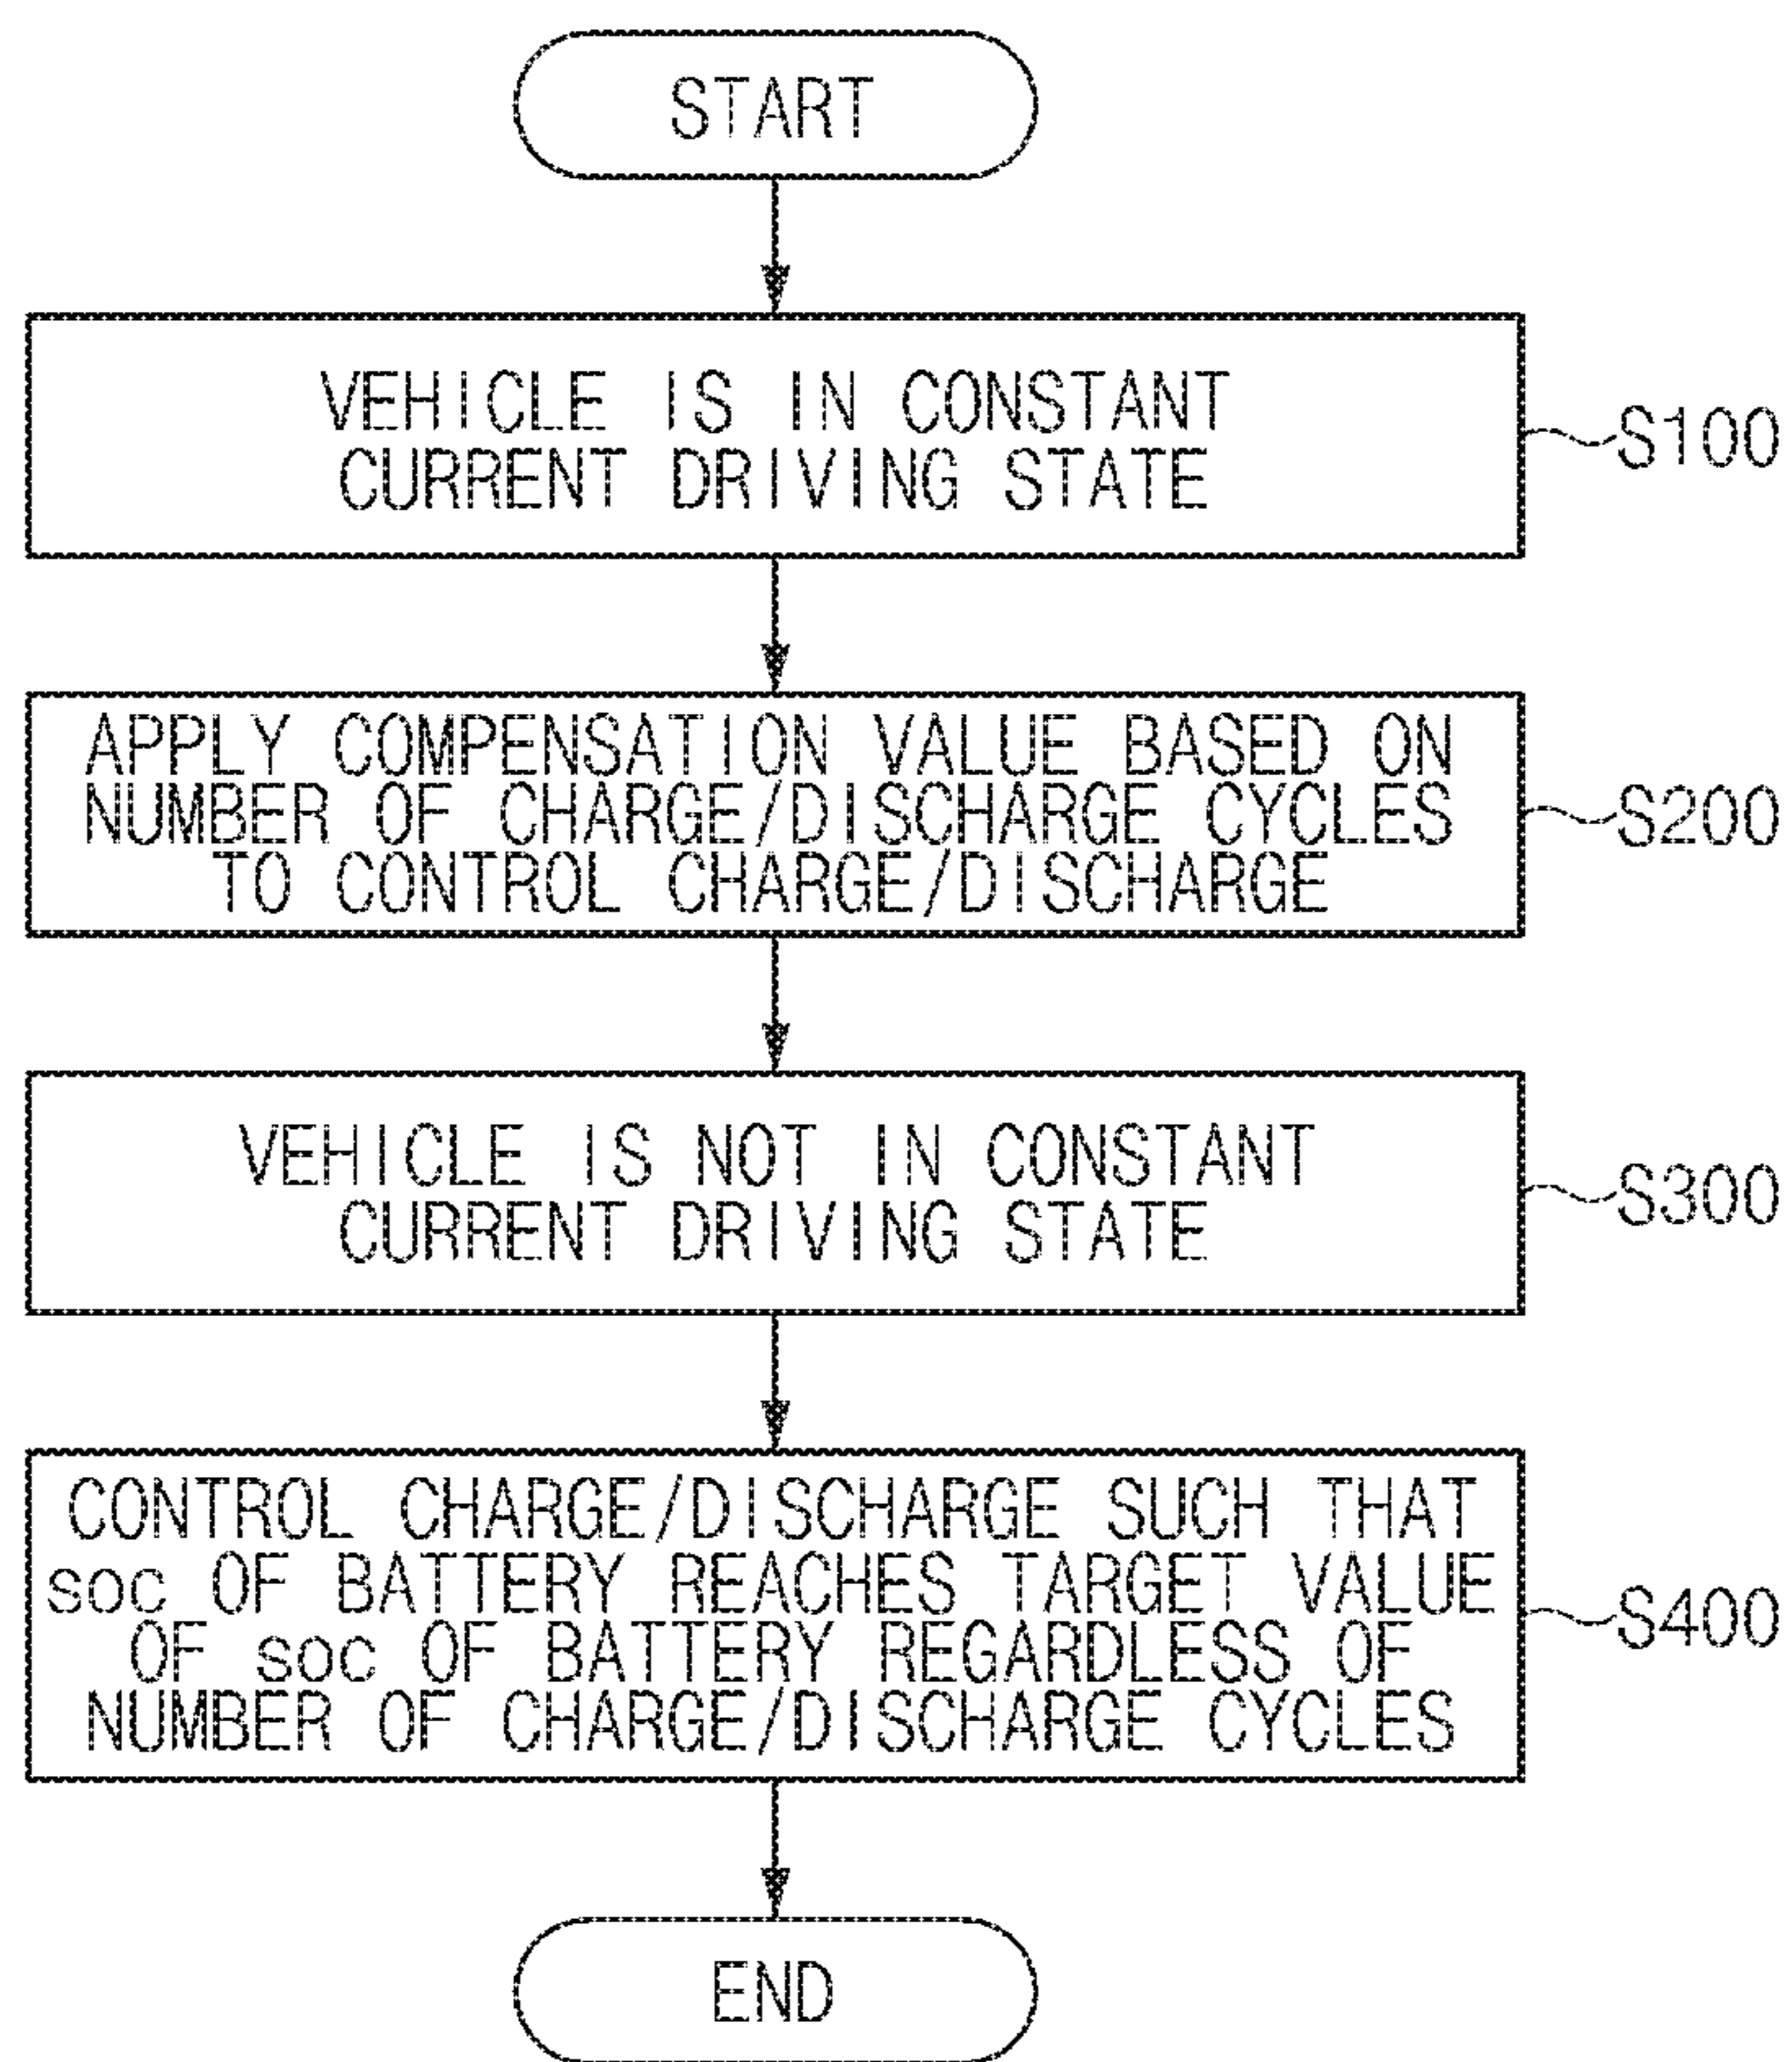 START
VEHICLE IS IN CONSTANT
CURRENT DRIVING STATE
S100
APPLY COMPENSATION VALUE BASED ON
NUMBER OF CHARGE/DISCHARGE CYCLES
TO CONTROL CHARGE/DISCHARGE
S200
VEHICLE IS NOT IN CONSTANT
CURRENT DRIVING STATE
S300
CONTROL CHARGE/DISCHARGE SUCH THAT
SOC OF BATTERY REACHES TARGET VALUE
OF SOC OF BATTERY REGARDLESS OF
NUMBER OF CHARGE/DISCHARGE CYCLES
S400
END